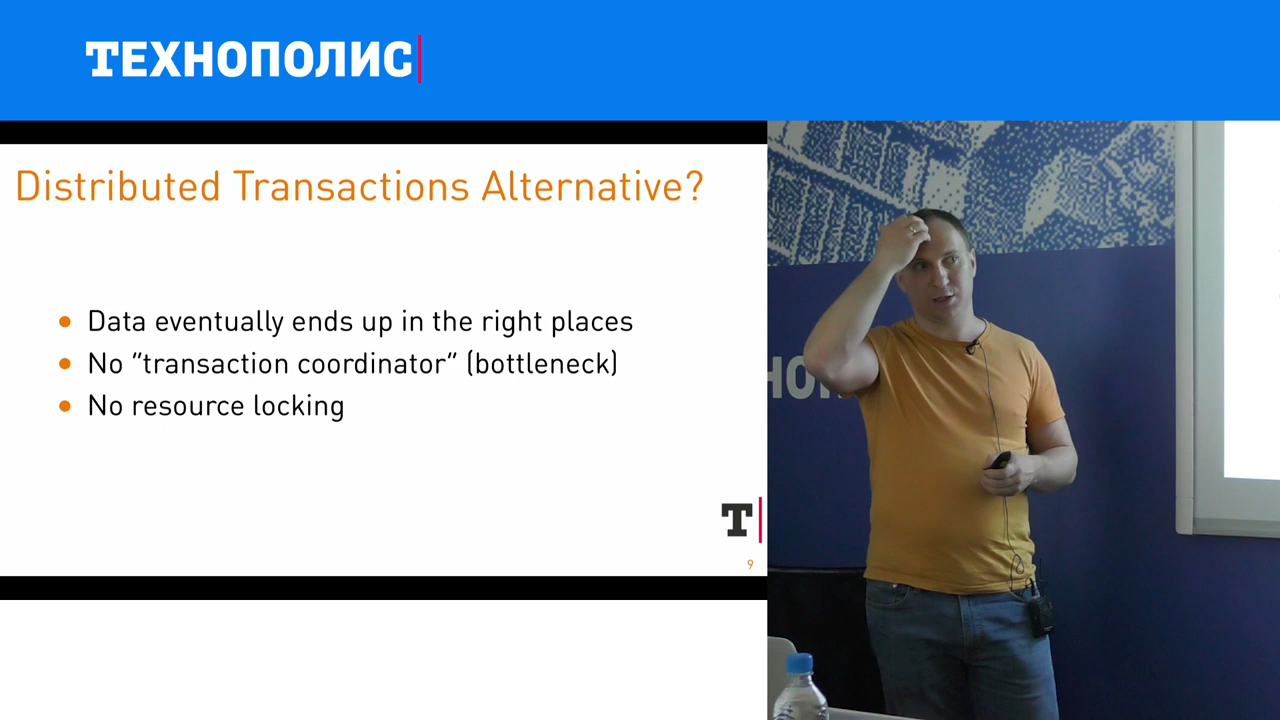 ТЕХНОПОЛИС
Distributed Transactions Alternative?
Data eventually ends up in the right places
No "transaction coordinator" (bottleneck)
No resource locking
Т
9